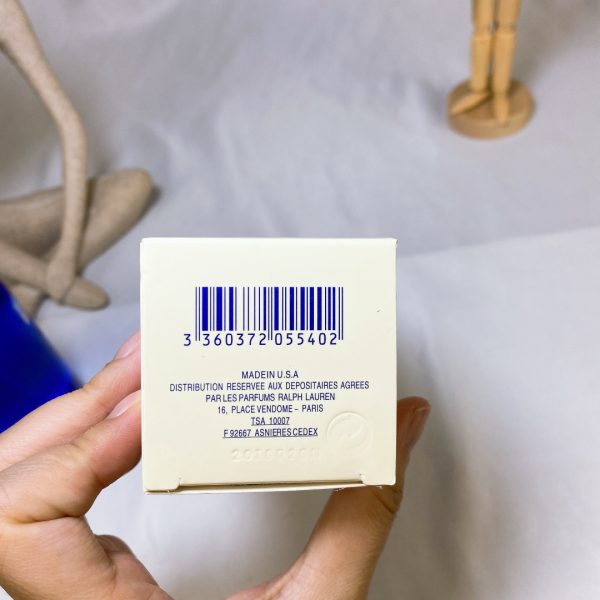 3 360372 055402
MADEIN U.S.A
DISTRIBUTION RESERVEE AUX DEPOSITAIRES AGREES
PAR LES PARFUMS RALPH LAUREN
16, PLACE VENDOME - PARIS
TSA 10007
F 92667 ASNIERES CEDEX